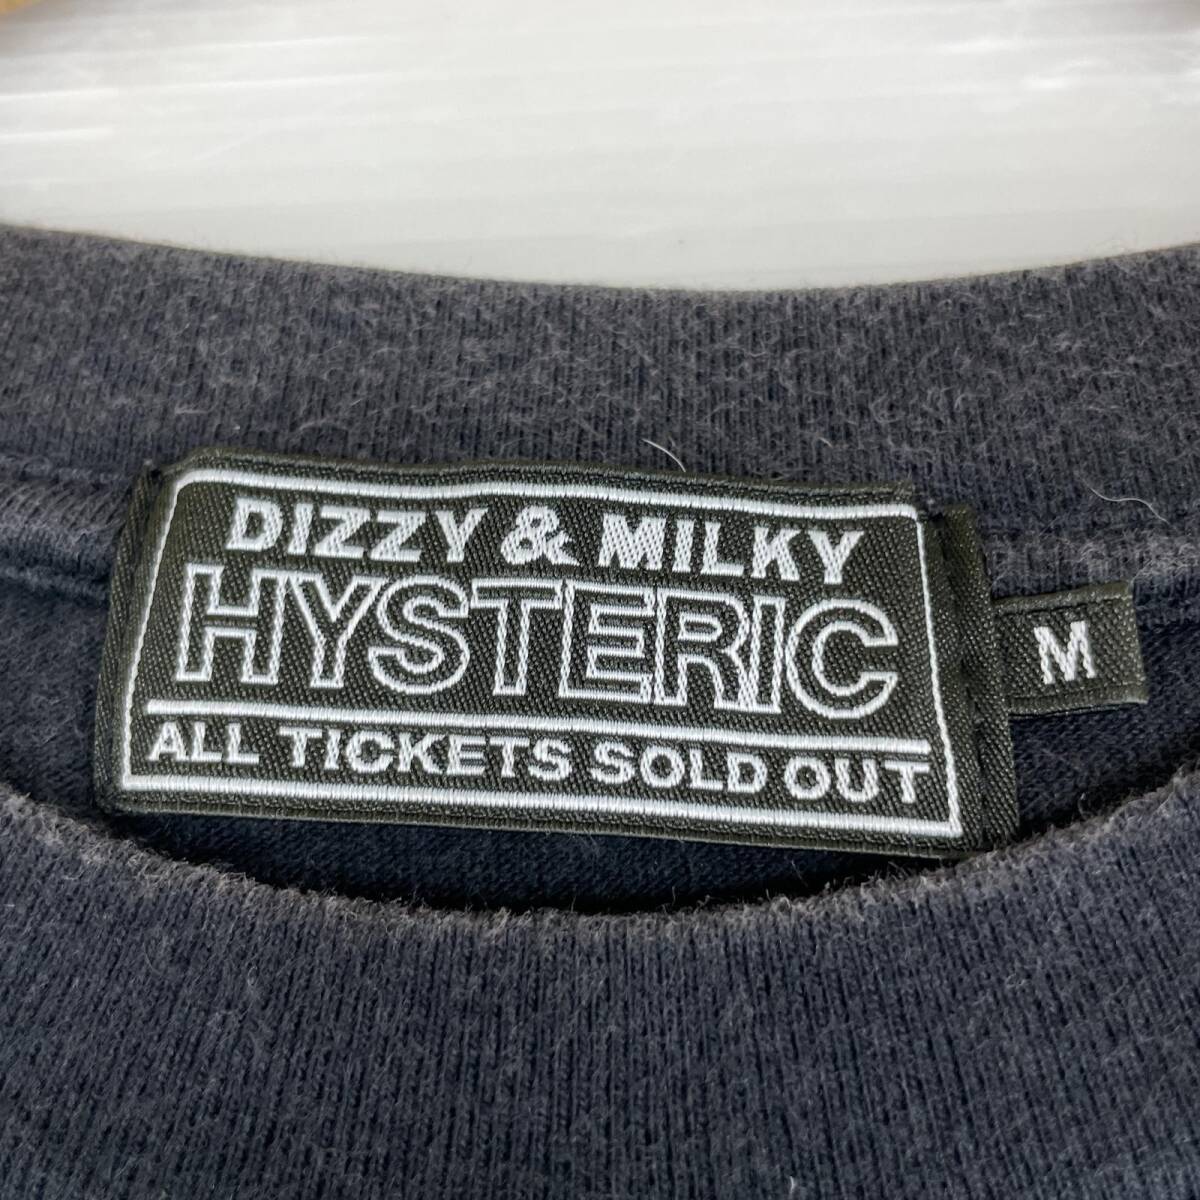 DIZZY & MILKY
HYSTERIC
ALL TICKETS SOLD OUT
M